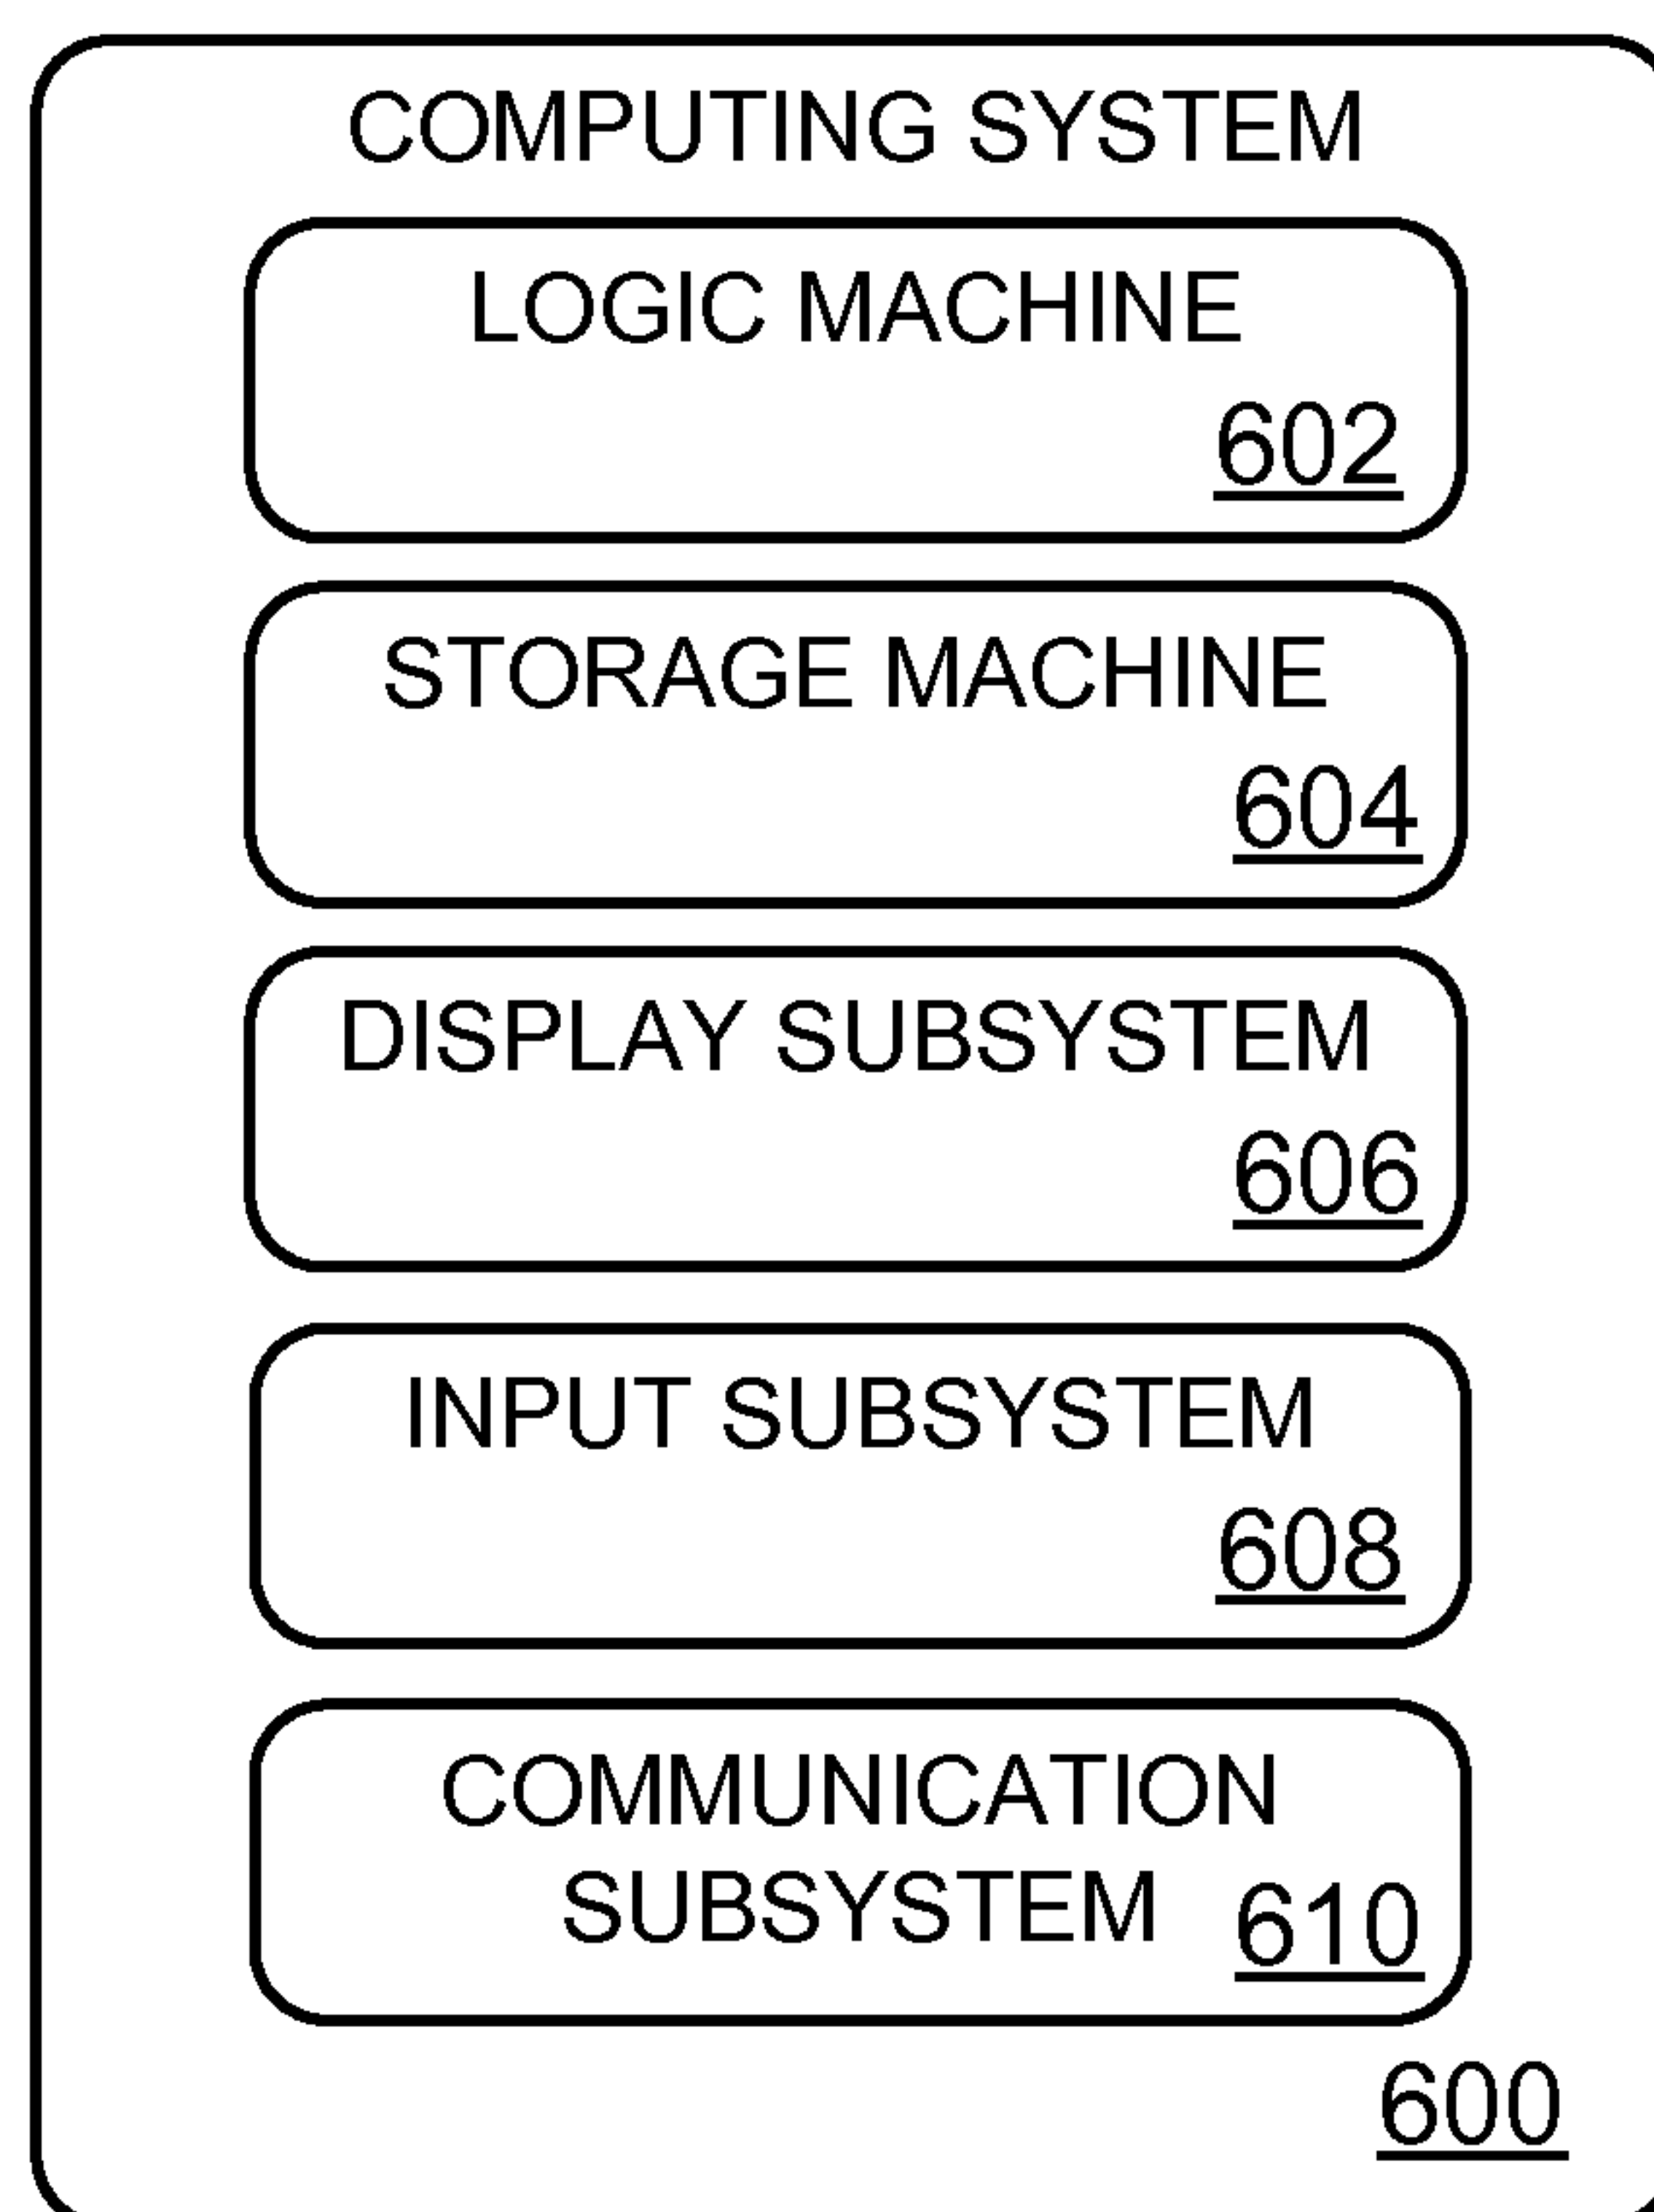 COMPUTING SYSTEM
LOGIC MACHINE
602
STORAGE MACHINE
604
DISPLAY SUBSYSTEM
606
INPUT SUBSYSTEM
608
COMMUNICATION
SUBSYSTEM 610
600